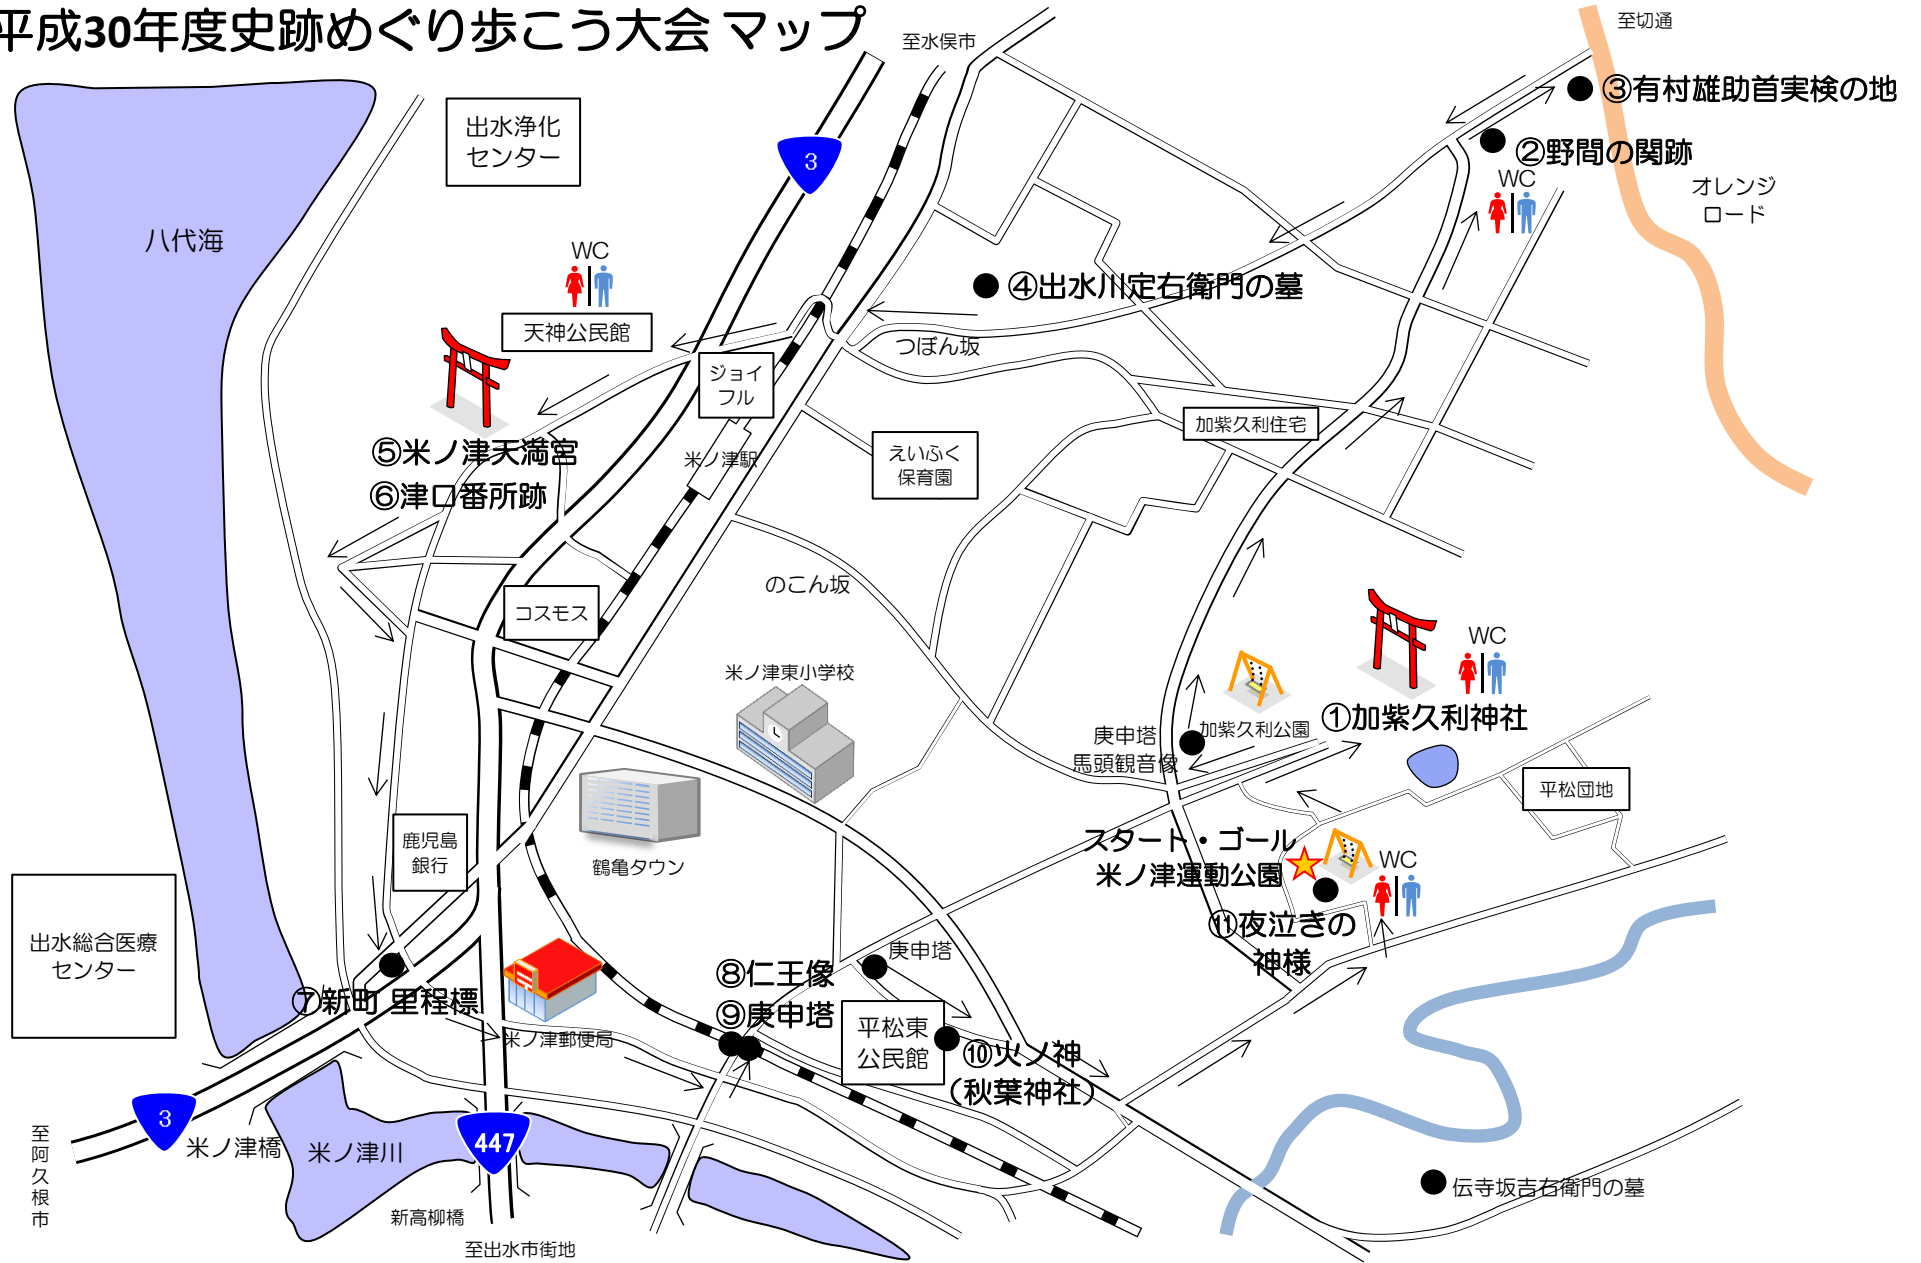 平成30年度史跡めぐり歩こう大会 マップ
至水俣市
至切通
③有村雄助首実検の地
②野間の関跡
WC
オレンジ
ロード
出水浄化
センター
3
八代海
WC
天神公民館
④出水川定右衛門の墓
つぼん坂
ジョイ
フル
加紫久利住宅
えいふく
保育園
米ノ津駅
⑤米ノ津天満宮
⑥津口番所跡
のこん坂
コスモス
米ノ津東小学校
WC
①加紫久利神社
加紫久利公園
庚申塔
馬頭観音像
平松団地
鶴亀タウン
鹿児島
銀行
スタート・ゴール
米ノ津運動公園
WC
⑪夜泣きの
神様
出水総合医療
センター
庚申塔
⑧仁王像
⑨庚申塔
⑦新町 里程標
米ノ津郵便局
平松東
公民館
⑩火ノ神
（秋葉神社）
3
447
至阿久根市
米ノ津橋
米ノ津川
新高柳橋
至出水市街地
伝寺坂吉右衛門の墓